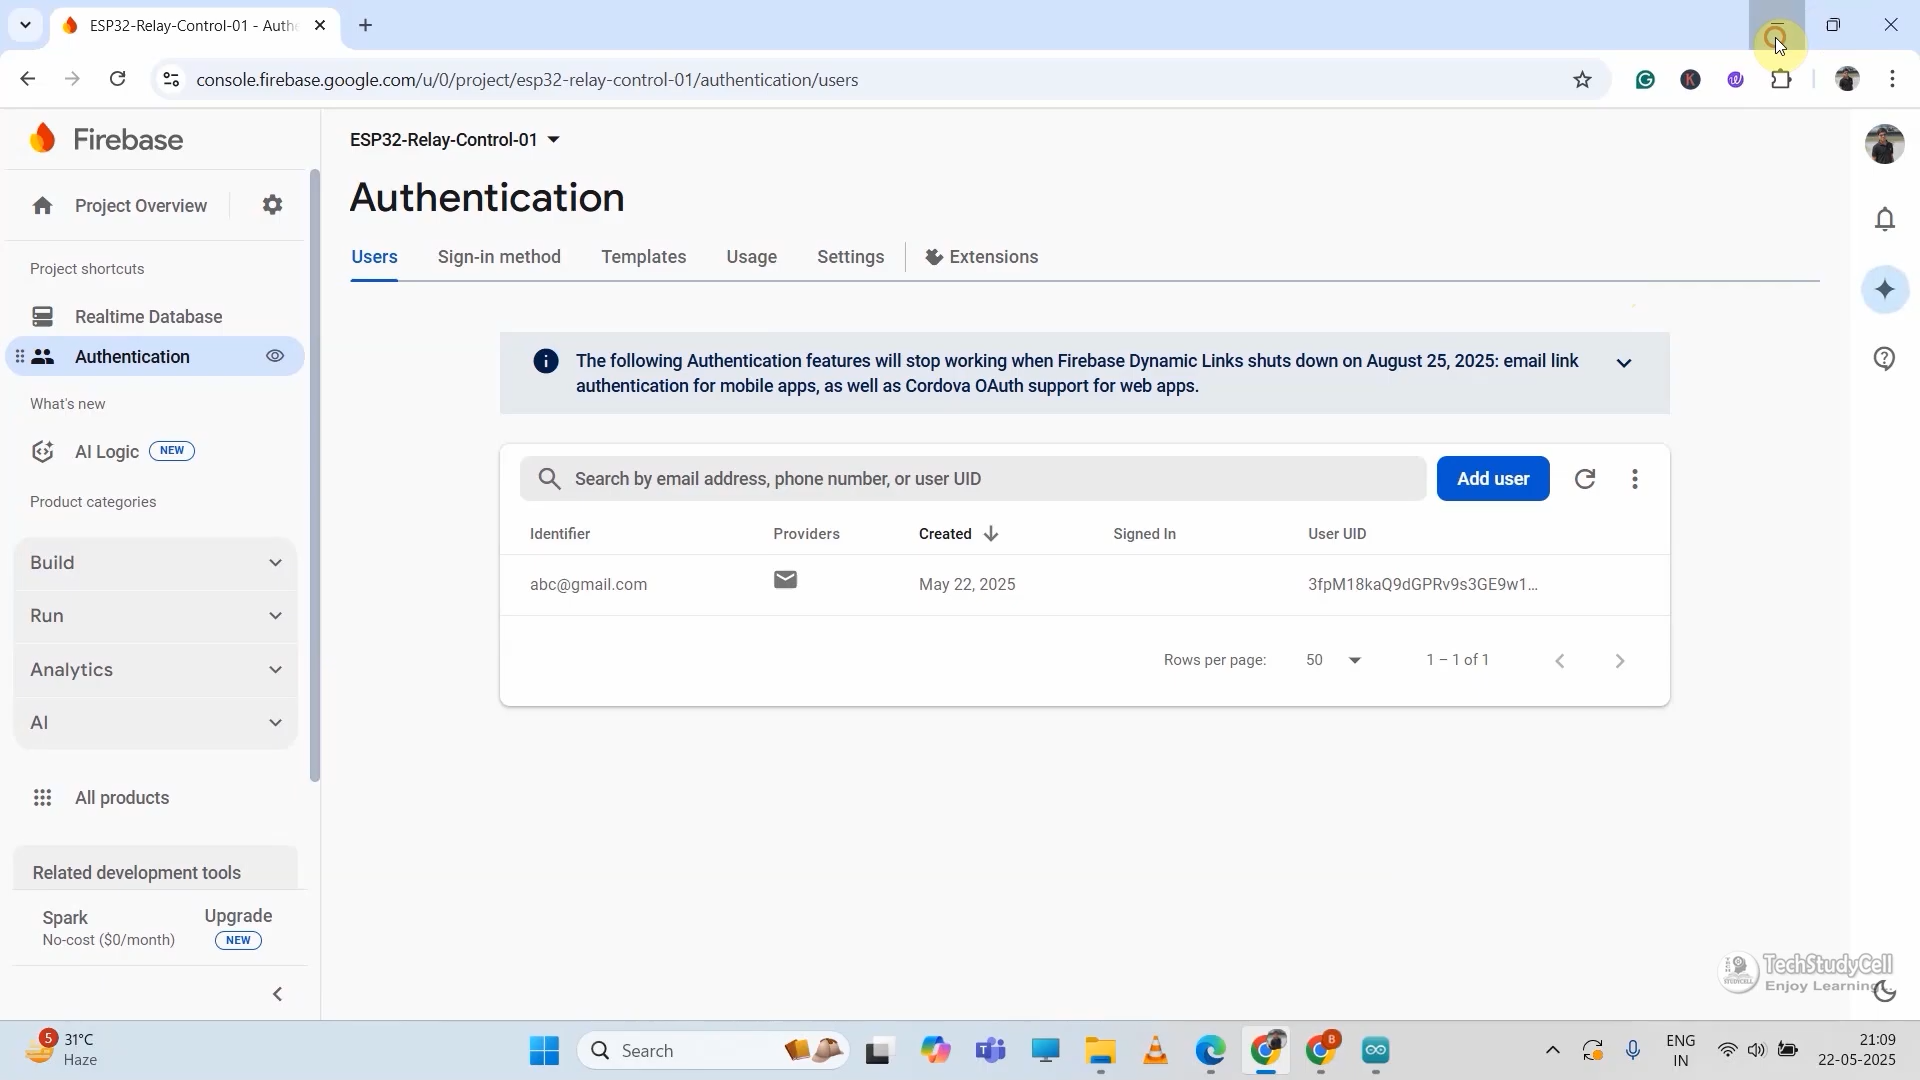 ESP32-Relay-Control-01 - Authe
console.firebase.google.com/u/0/project/esp32-relay-control-01/authentication/users
K
Firebase
Project Overview
Project shortcuts
Realtime Database
Authentication
What's new
AI Logic NEW
Product categories
Build
Run
Analytics
AI
All products
Related development tools
Spark
No-cost ($0/month)
Upgrade
NEW
ESP32-Relay-Control-01
Authentication
Users Sign-in method Templates Usage Settings Extensions
The following Authentication features will stop working when Firebase Dynamic Links shuts down on August 25, 2025: email link
authentication for mobile apps, as well as Cordova OAuth support for web apps.
Search by email address, phone number, or user UID Add user
Identifier Providers Created Signed In User UID
abc@gmail.com May 22, 2025 3fpM18kaQ9dGPRv9s3GE9w1...
Rows per page: 50 1 – 1 of 1
TechStudyCell
Enjoy Learning...
5
31°C
Haze
Search
B
ENG
IN
21:09
22-05-2025